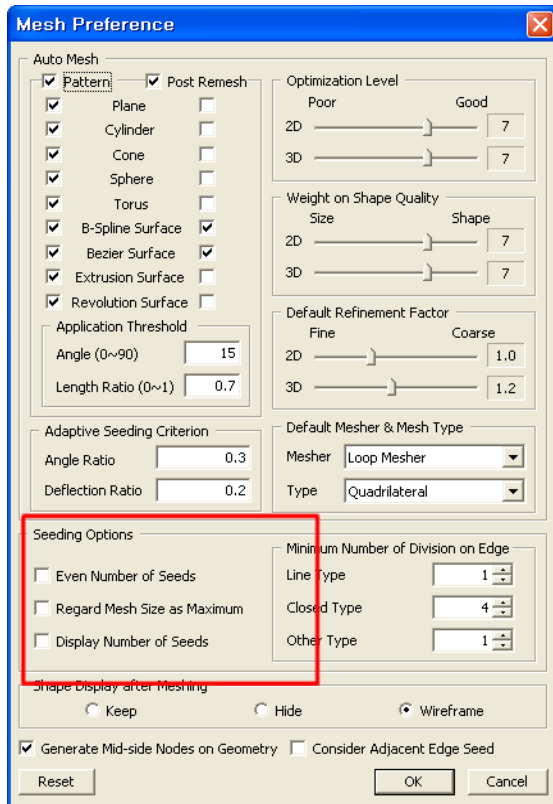 Mesh Preference
Auto Mesh
Pattern
Post Remesh
Plane
Cylinder
Cone
Sphere
Torus
B-Spline Surface
Bezier Surface
Extrusion Surface
Revolution Surface
Application Threshold
Angle (0~90) 15
Length Ratio (0~1) 0.7
Adaptive Seeding Criterion
Angle Ratio 0.3
Deflection Ratio 0.2
Optimization Level
Poor Good
2D 7
3D 7
Weight on Shape Quality
Size Shape
2D 7
3D 7
Default Refinement Factor
Fine Coarse
2D 1.0
3D 1.2
Default Mesher & Mesh Type
Mesher Loop Mesher
Type Quadrilateral
Seeding Options
Even Number of Seeds
Regard Mesh Size as Maximum
Display Number of Seeds
Minimum Number of Division on Edge
Line Type 1
Closed Type 4
Other Type 1
Shape Display after Meshing
Keep Hide Wireframe
Generate Mid-side Nodes on Geometry Consider Adjacent Edge Seed
Reset OK Cancel